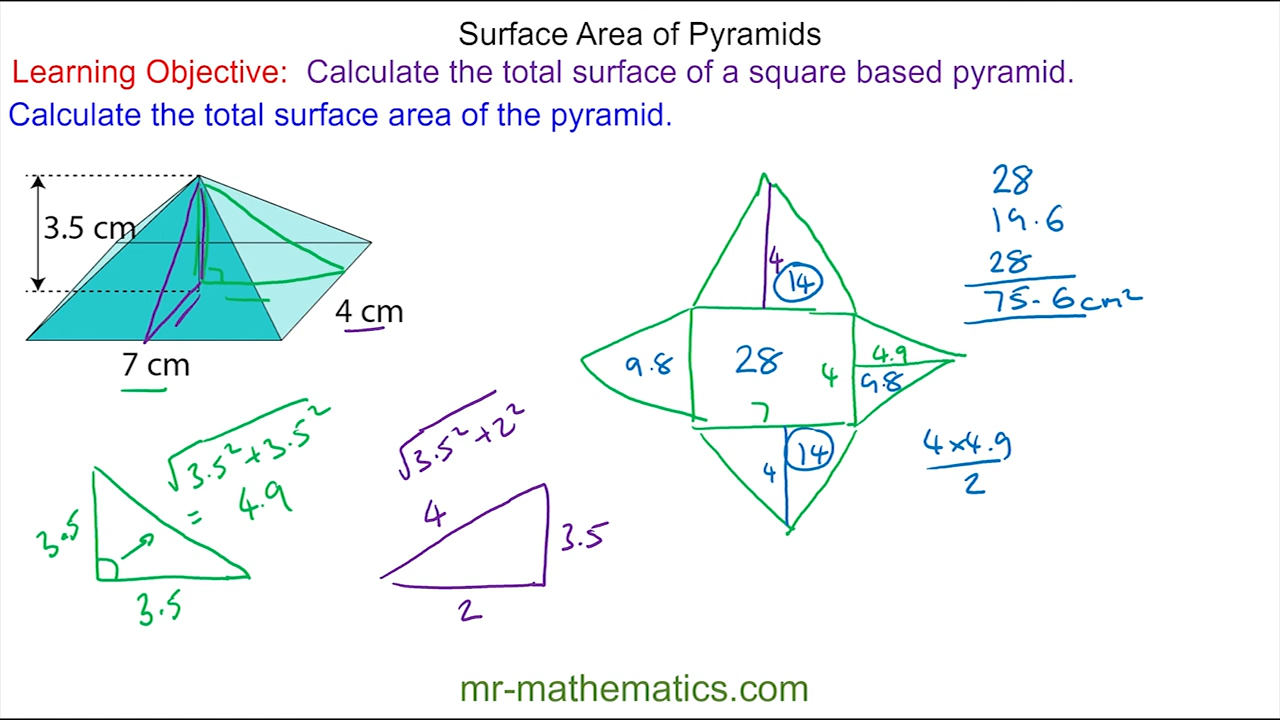 Surface Area of Pyramids
Learning Objective: Calculate the total surface of a square based pyramid.
Calculate the total surface area of the pyramid.
3.5 cm
4 cm
7 cm
√3.5²+3.5²
= 4.9
3.5
3.5
√3.5²+2²
4
3.5
2
4
14
9.8
28
4
7
4.9
9.8
4
14
28
19.6
28
75.6cm²
4×4.9
2
mr-mathematics.com